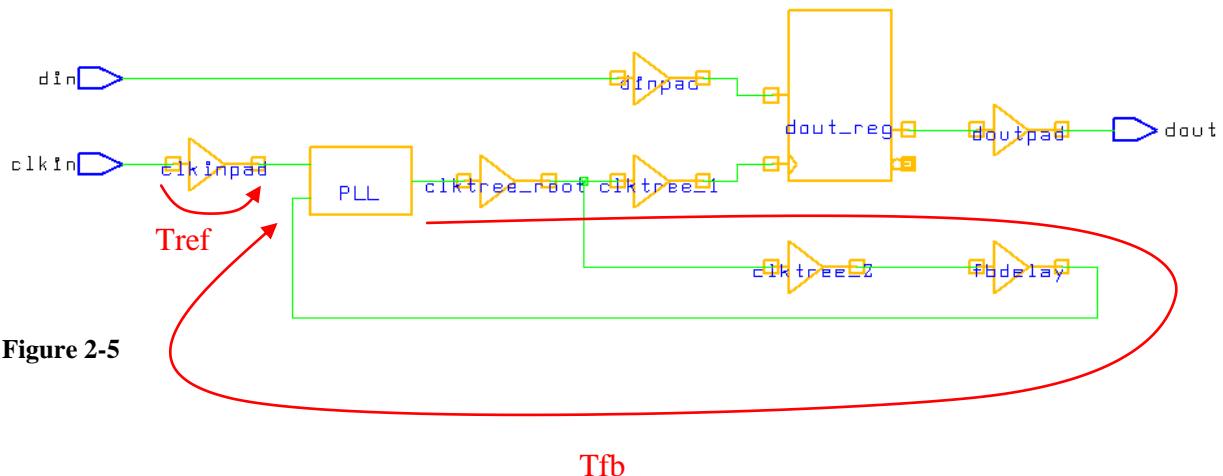 din
dinpad
dout_reg
doutpad
dout
clkin
clkinpad
PLL
clktree_root
clktree_1
Tref
clktree_2
fbdelay
Figure 2-5
Tfb